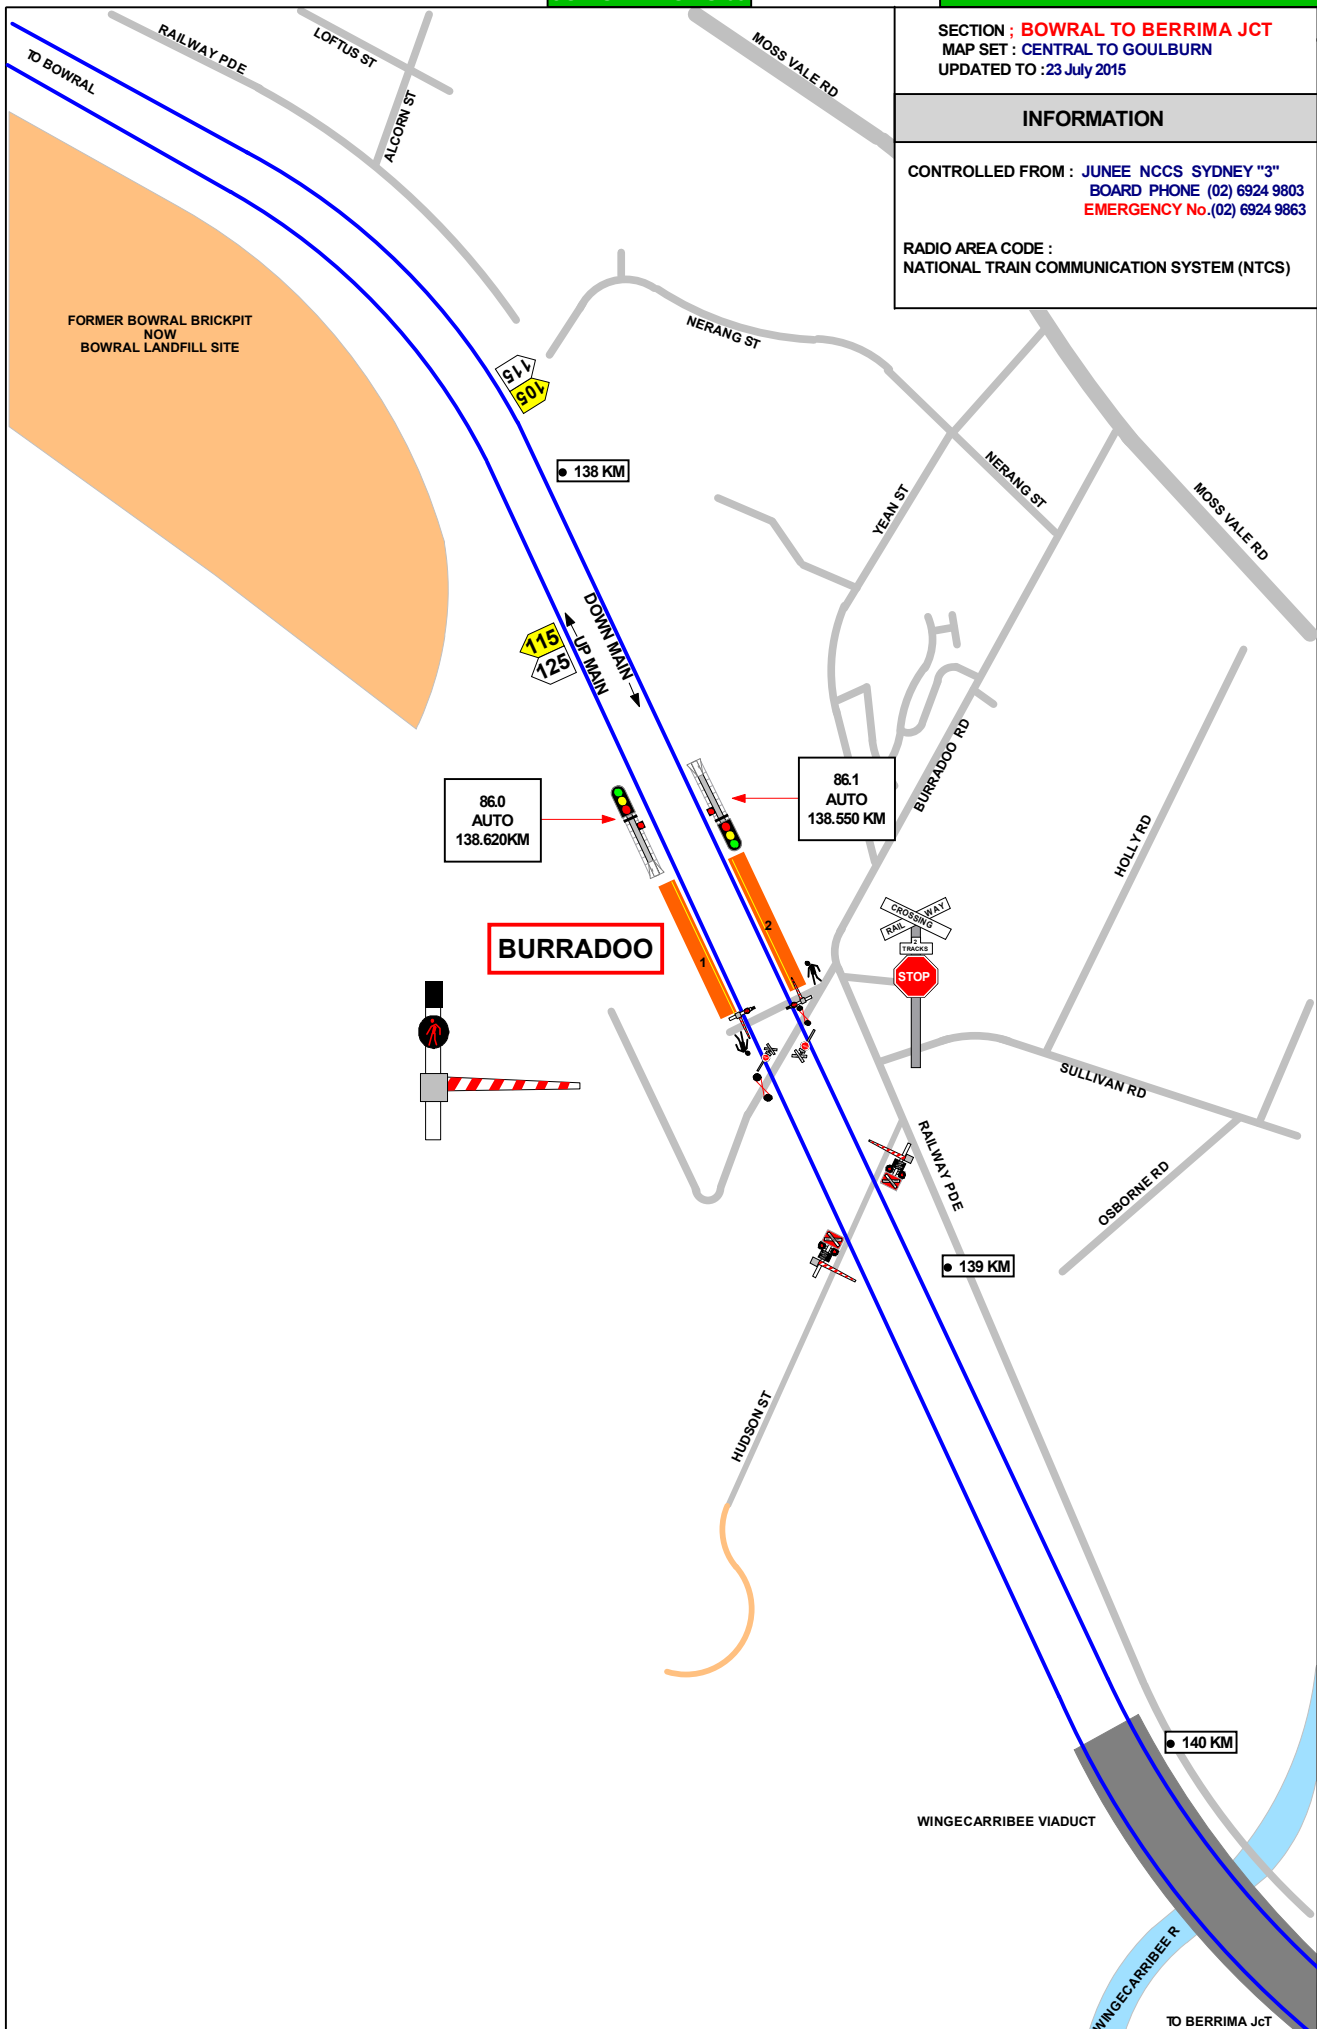 SECTION ; BOWRAL TO BERRIMA JCT
MAP SET : CENTRAL TO GOULBURN
UPDATED TO :23 July 2015
INFORMATION
CONTROLLED FROM : JUNEE NCCS SYDNEY "3"
BOARD PHONE (02) 6924 9803
EMERGENCY No.(02) 6924 9863
RADIO AREA CODE :
NATIONAL TRAIN COMMUNICATION SYSTEM (NTCS)
TO BOWRAL
RAILWAY PDE
LOFTUS ST
ALCORN ST
MOSS VALE RD
FORMER BOWRAL BRICKPIT
NOW
BOWRAL LANDFILL SITE
NERANG ST
115
105
138 KM
NERANG ST
YEAN ST
MOSS VALE RD
115
125
DOWN MAIN
UP MAIN
BURRADOO RD
86.0
AUTO
138.620KM
86.1
AUTO
138.550 KM
HOLLY RD
BURRADOO
1
2
RAIL WAY
CROSSING
2
TRACKS
STOP
SULLIVAN RD
RAILWAY PDE
OSBORNE RD
139 KM
HUDSON ST
140 KM
WINGECARRIBEE VIADUCT
WINGECARRIBEE R
TO BERRIMA JcT